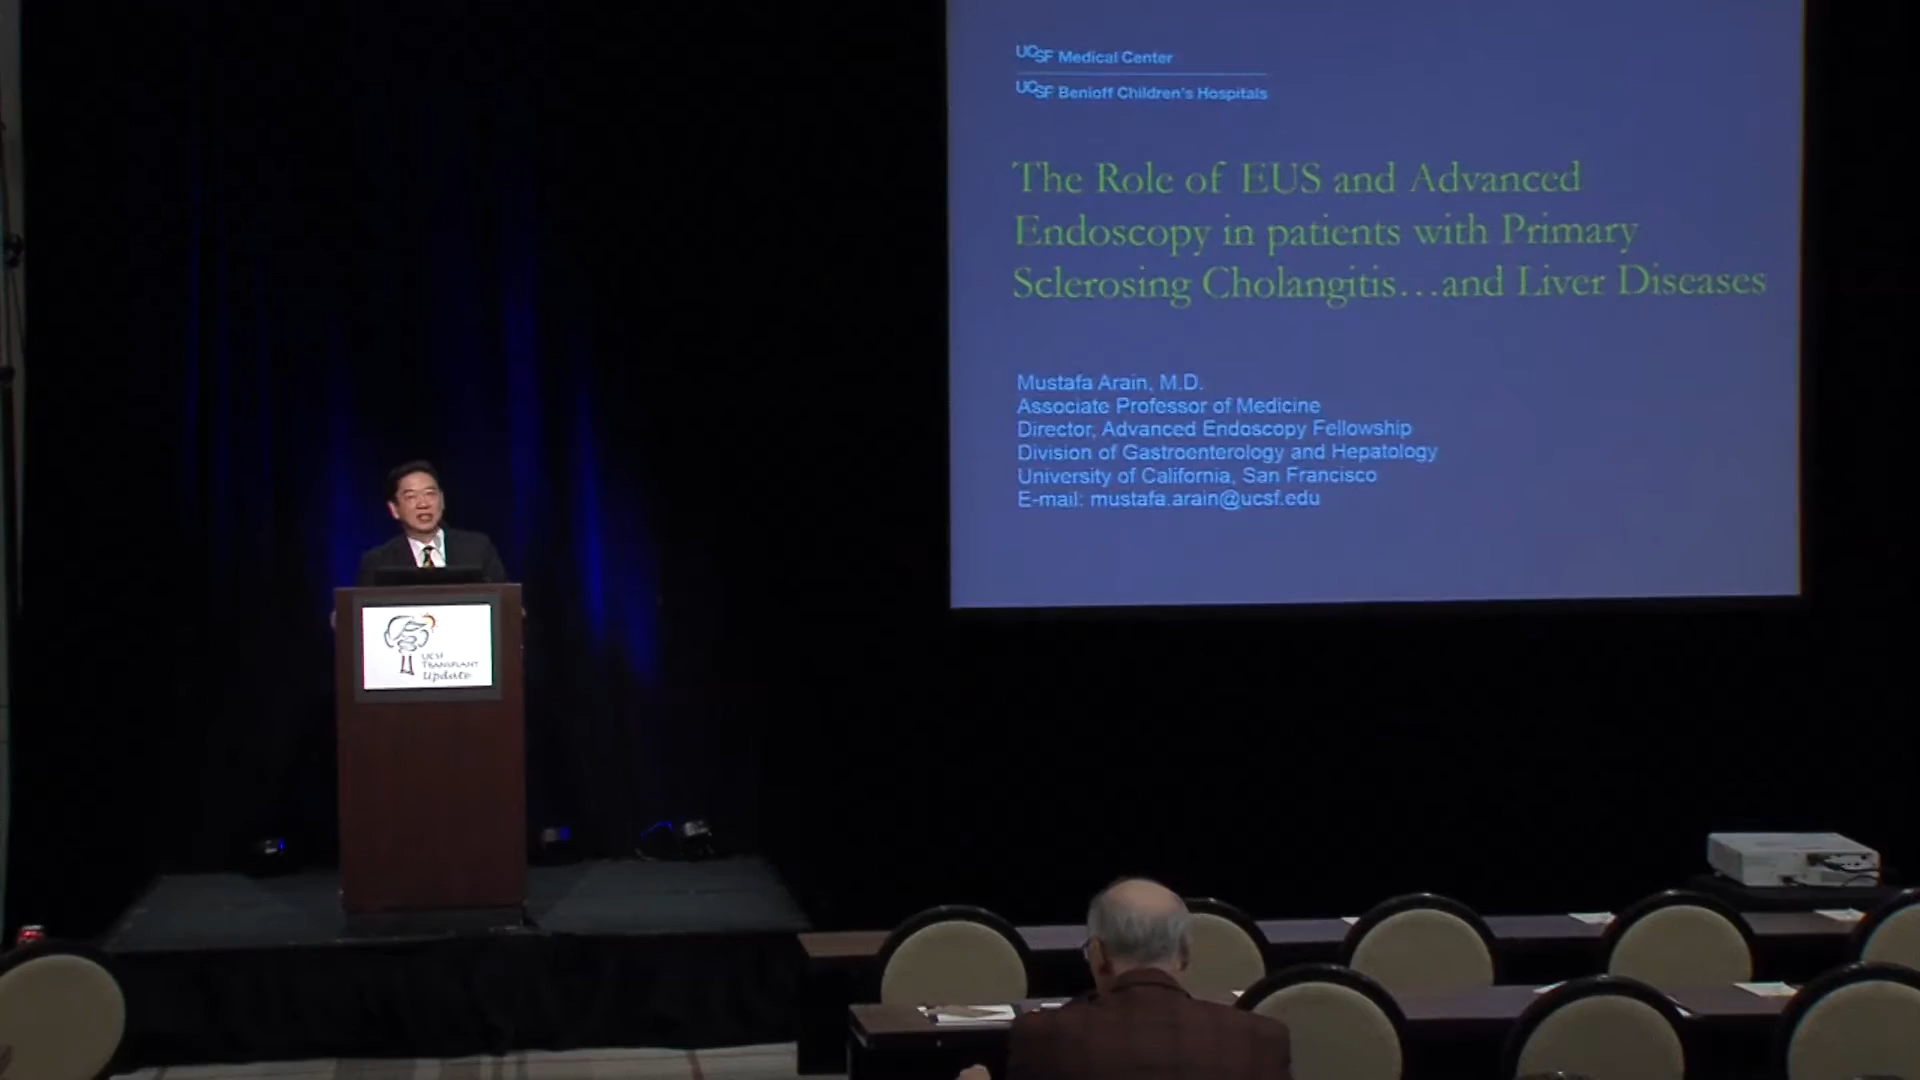 UCSF Medical Center
UCSF Benioff Children's Hospitals
The Role of EUS and Advanced
Endoscopy in patients with Primary
Sclerosing Cholangitis…and Liver Diseases
Mustafa Arain, M.D.
Associate Professor of Medicine
Director, Advanced Endoscopy Fellowship
Division of Gastroenterology and Hepatology
University of California, San Francisco
E-mail: mustafa.arain@ucsf.edu
UCSF
TRANSPLANT
Update